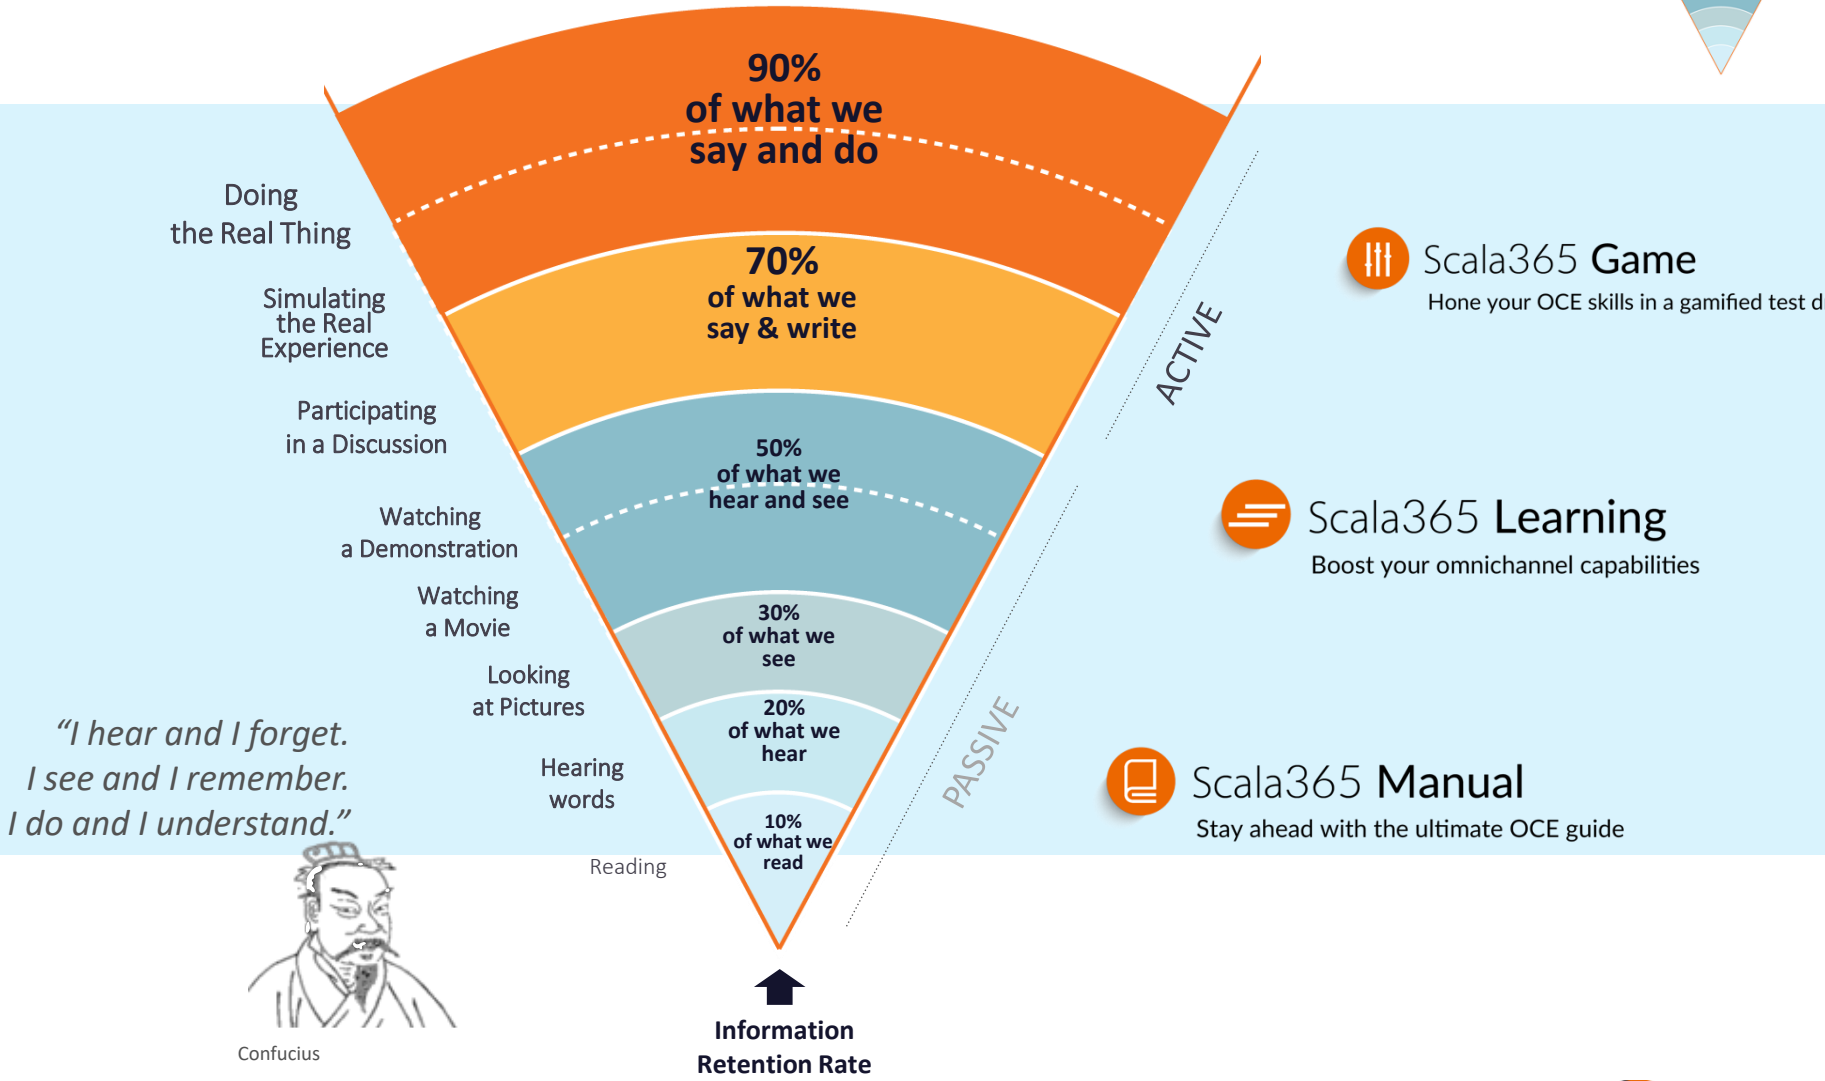 90%
of what we
say and do
70%
of what we
say & write
50%
of what we
hear and see
30%
of what we
see
20%
of what we
hear
10%
of what we
read
Doing
the Real Thing
Simulating
the Real
Experience
Participating
in a Discussion
Watching
a Demonstration
Watching
a Movie
Looking
at Pictures
Hearing
words
Reading
ACTIVE
PASSIVE
Scala365 Game
Hone your OCE skills in a gamified test
Scala365 Learning
Boost your omnichannel capabilities
Scala365 Manual
Stay ahead with the ultimate OCE guide
“I hear and I forget.
I see and I remember.
I do and I understand.”
Confucius
Information
Retention Rate